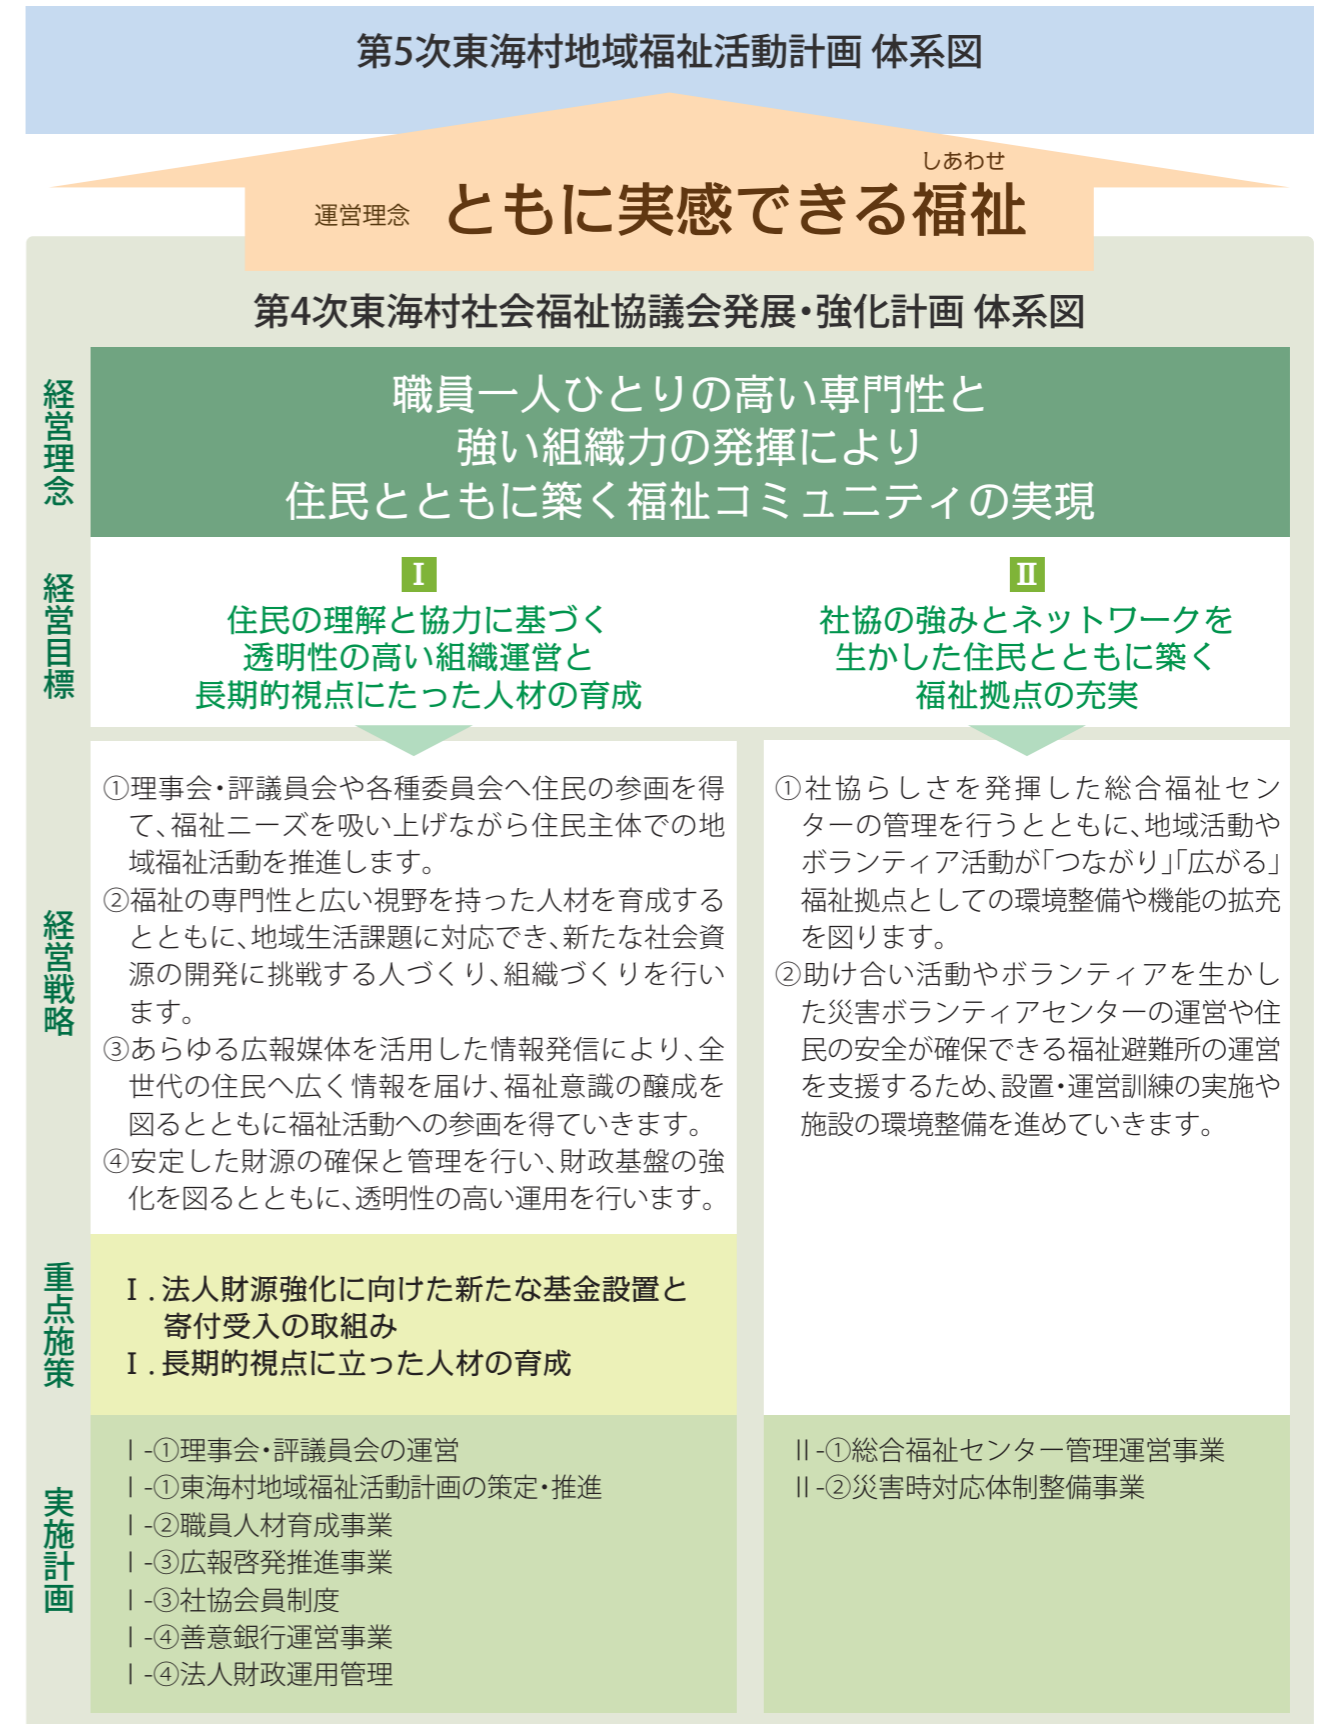 第5次東海村地域福祉活動計画 体系図
しあわせ
運営理念 ともに実感できる福祉
第4次東海村社会福祉協議会発展・強化計画 体系図
経営理念
職員一人ひとりの高い専門性と
強い組織力の発揮により
住民とともに築く福祉コミュニティの実現
経営目標
Ⅰ
住民の理解と協力に基づく
透明性の高い組織運営と
長期的視点にたった人材の育成
Ⅱ
社協の強みとネットワークを
生かした住民とともに築く
福祉拠点の充実
経営戦略
①理事会・評議員会や各種委員会へ住民の参画を得
て、福祉ニーズを吸い上げながら住民主体での地
域福祉活動を推進します。
②福祉の専門性と広い視野を持った人材を育成する
とともに、地域生活課題に対応でき、新たな社会資
源の開発に挑戦する人づくり、組織づくりを行い
ます。
③あらゆる広報媒体を活用した情報発信により、全
世代の住民へ広く情報を届け、福祉意識の醸成を
図るとともに福祉活動への参画を得ていきます。
④安定した財源の確保と管理を行い、財政基盤の強
化を図るとともに、透明性の高い運用を行います。
①社協らしさを発揮した総合福祉セン
ターの管理を行うとともに、地域活動や
ボランティア活動が「つながり」「広がる」
福祉拠点としての環境整備や機能の拡充
を図ります。
②助け合い活動やボランティアを生かし
た災害ボランティアセンターの運営や住
民の安全が確保できる福祉避難所の運営
を支援するため、設置・運営訓練の実施や
施設の環境整備を進めていきます。
重点施策
Ⅰ.法人財源強化に向けた新たな基金設置と
寄付受入の取組み
Ⅰ.長期的視点に立った人材の育成
実施計画
Ⅰ-①理事会・評議員会の運営
Ⅰ-①東海村地域福祉活動計画の策定・推進
Ⅰ-②職員人材育成事業
Ⅰ-③広報啓発推進事業
Ⅰ-③社協会員制度
Ⅰ-④善意銀行運営事業
Ⅰ-④法人財政運用管理
Ⅱ-①総合福祉センター管理運営事業
Ⅱ-②災害時対応体制整備事業